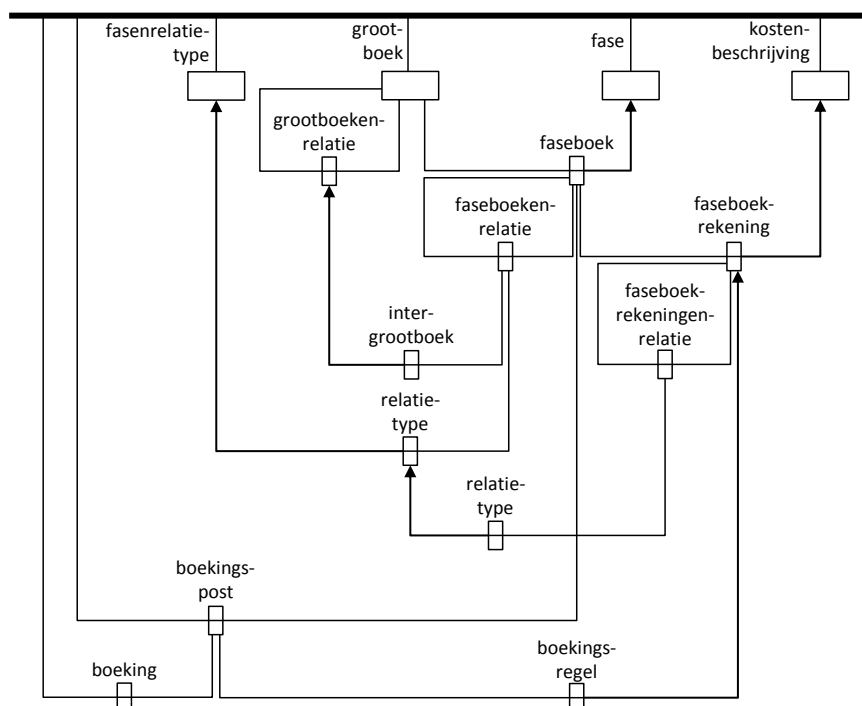 fasenrelatie-
type
groot-
boek
fase
kosten-
beschrijving
grootboeken-
relatie
faseboek
faseboeken-
relatie
faseboek-
rekening
inter-
grootboek
faseboek-
rekeningen-
relatie
relatie-
type
relatie-
type
boekings-
post
boeking
boekings-
regel